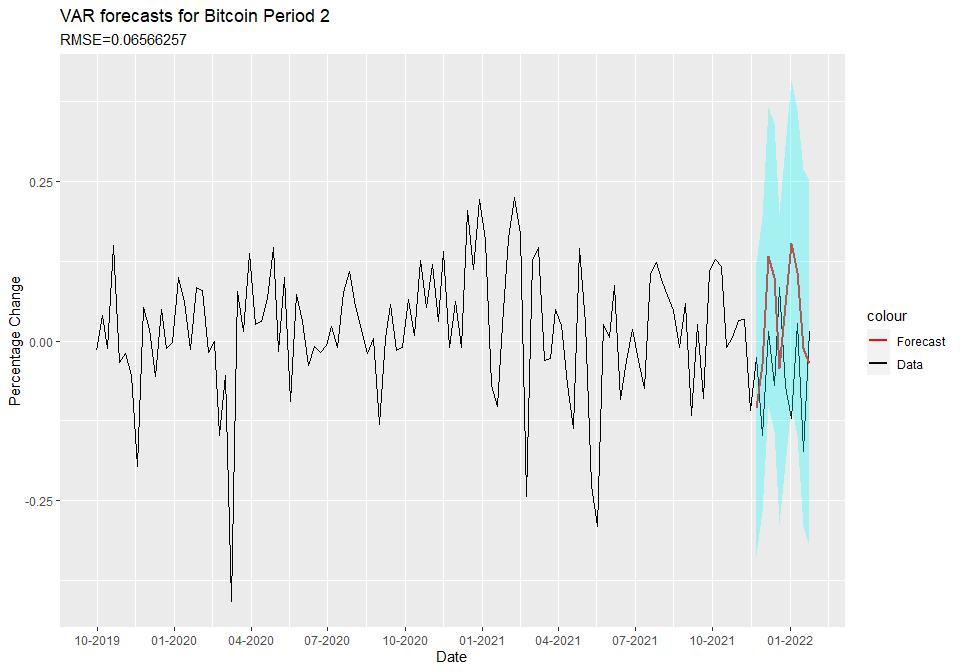 VAR forecasts for Bitcoin Period 2
RMSE=0.06566257
Percentage Change
0.25
0.00
-0.25
10-2019 01-2020 04-2020 07-2020 10-2020 01-2021 04-2021 07-2021 10-2021 01-2022
Date
colour
Forecast
Data